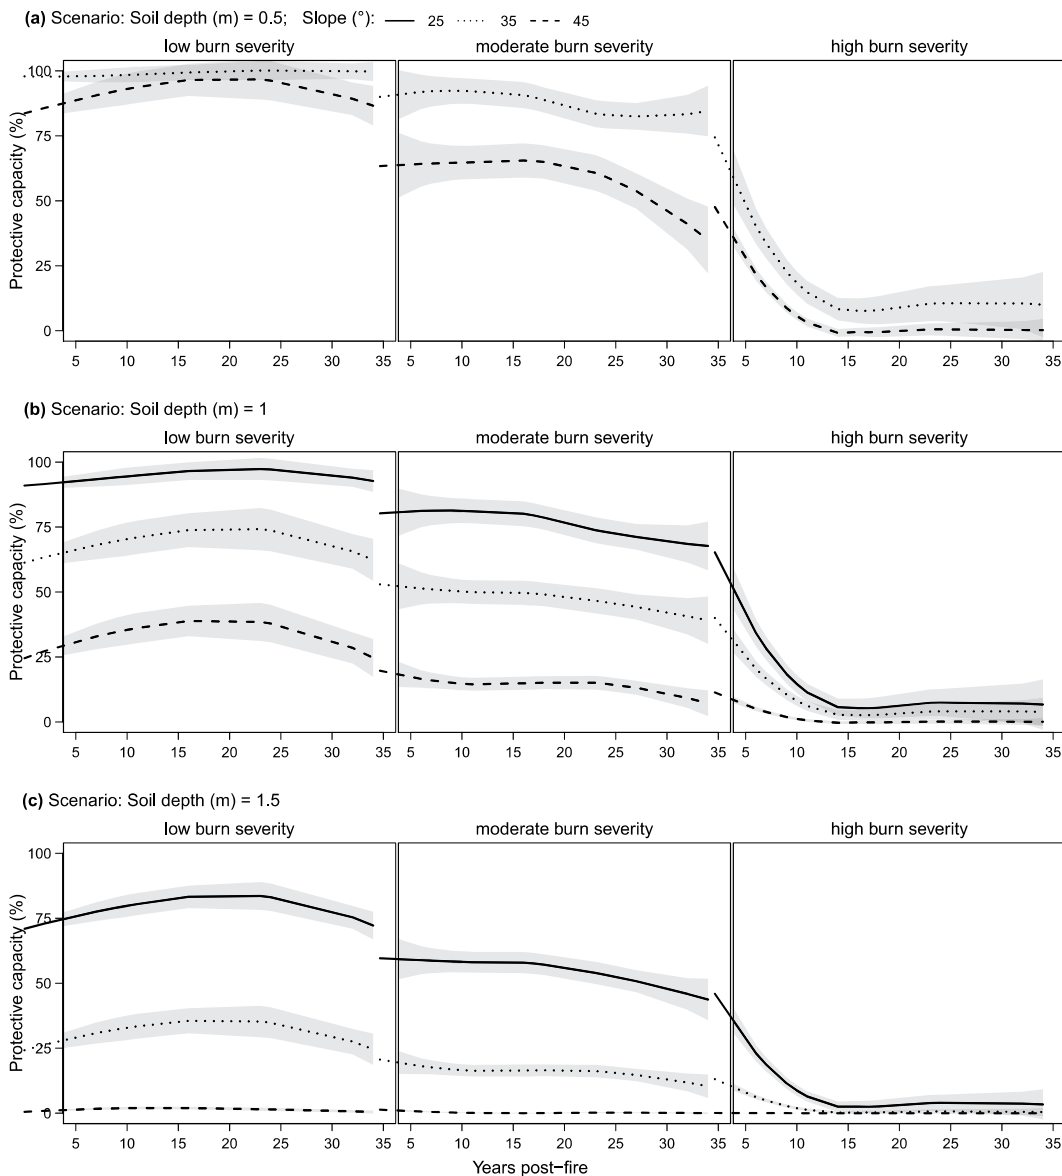 (a) Scenario: Soil depth (m) = 0.5; Slope (°): 25 35 45
low burn severity moderate burn severity high burn severity
Protective capacity (%)
100
75
50
25
0
5 10 15 20 25 30 35 5 10 15 20 25 30 35 5 10 15 20 25 30 35
(b) Scenario: Soil depth (m) = 1
low burn severity moderate burn severity high burn severity
Protective capacity (%)
100
75
50
25
0
5 10 15 20 25 30 35 5 10 15 20 25 30 35 5 10 15 20 25 30 35
(c) Scenario: Soil depth (m) = 1.5
low burn severity moderate burn severity high burn severity
Protective capacity (%)
100
75
50
25
0
5 10 15 20 25 30 35 5 10 15 20 25 30 35 5 10 15 20 25 30 35
Years post−fire